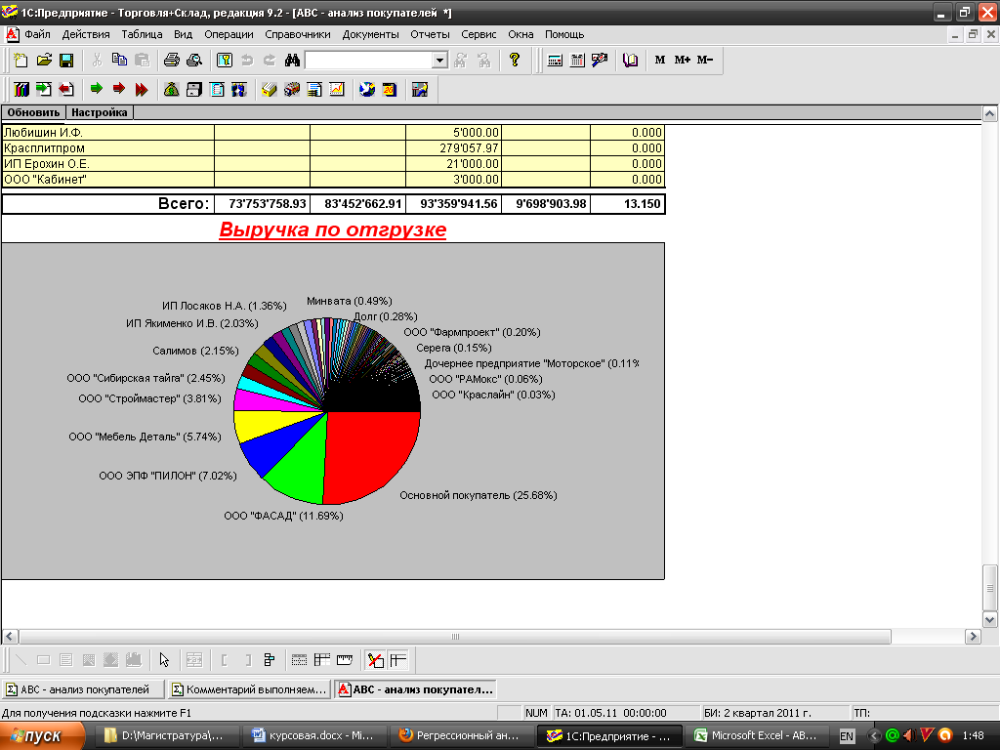 1С:Предприятие - Торговля+Склад, редакция 9.2 - [ABC - анализ покупателей *]
Файл Действия Таблица Вид Операции Справочники Документы Отчеты Сервис Окна Помощь
M M+ M-
Обновить Настройка
Любишин И.Ф. 5'000.00 0.000
Красплитпром 279'057.97 0.000
ИП Ерохин О.Е. 21'000.00 0.000
ООО "Кабинет" 3'000.00 0.000
Всего: 73'753'758.93 83'452'662.91 93'359'941.56 9'698'903.98 13.150
Выручка по отгрузке
Минвата (0.49%)
ИП Лосяков Н.А. (1.36%)
Долг (0.28%)
ИП Якименко И.В. (2.03%)
ООО "Фармпроект" (0.20%)
Серега (0.15%)
Салимов (2.15%)
Дочернее предприятие "Моторское" (0.11%
ООО "Сибирская тайга" (2.45%)
ООО "РАМокс" (0.06%)
ООО "Краслайн" (0.03%)
ООО "Строймастер" (3.81%)
ООО "Мебель Деталь" (5.74%)
ООО ЭПФ "ПИЛОН" (7.02%)
Основной покупатель (25.68%)
ООО "ФАСАД" (11.69%)
ABC - анализ покупателей Комментарий выполняем... ABC - анализ покупател...
Для получения подсказки нажмите F1 NUM ТА: 01.05.11 00:00:00 БИ: 2 квартал 2011 г. ТП:
пуск D:\Магистратура\... курсовая.docx - Mi... Регрессионный ан... 1С:Предприятие - ... Microsoft Excel - AB... EN 1:48